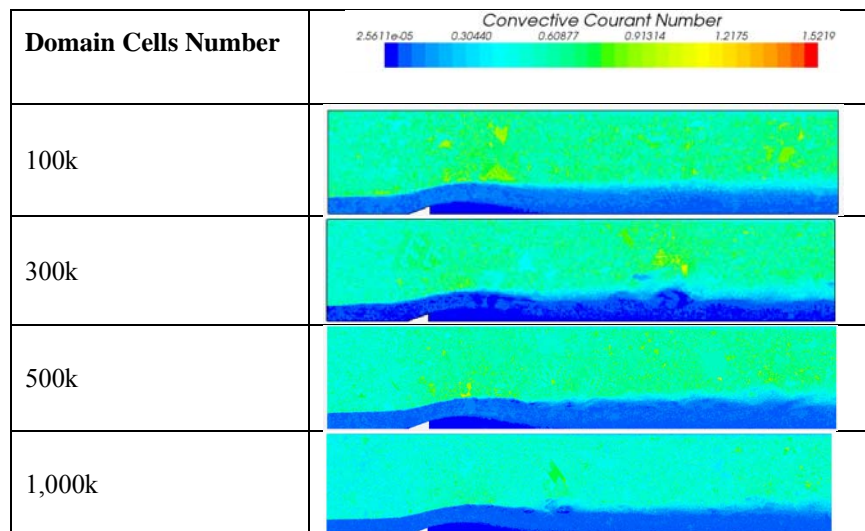 Domain Cells Number
Convective Courant Number
2.5611e-05 0.30440 0.60877 0.91314 1.2175 1.5219
100k
300k
500k
1,000k